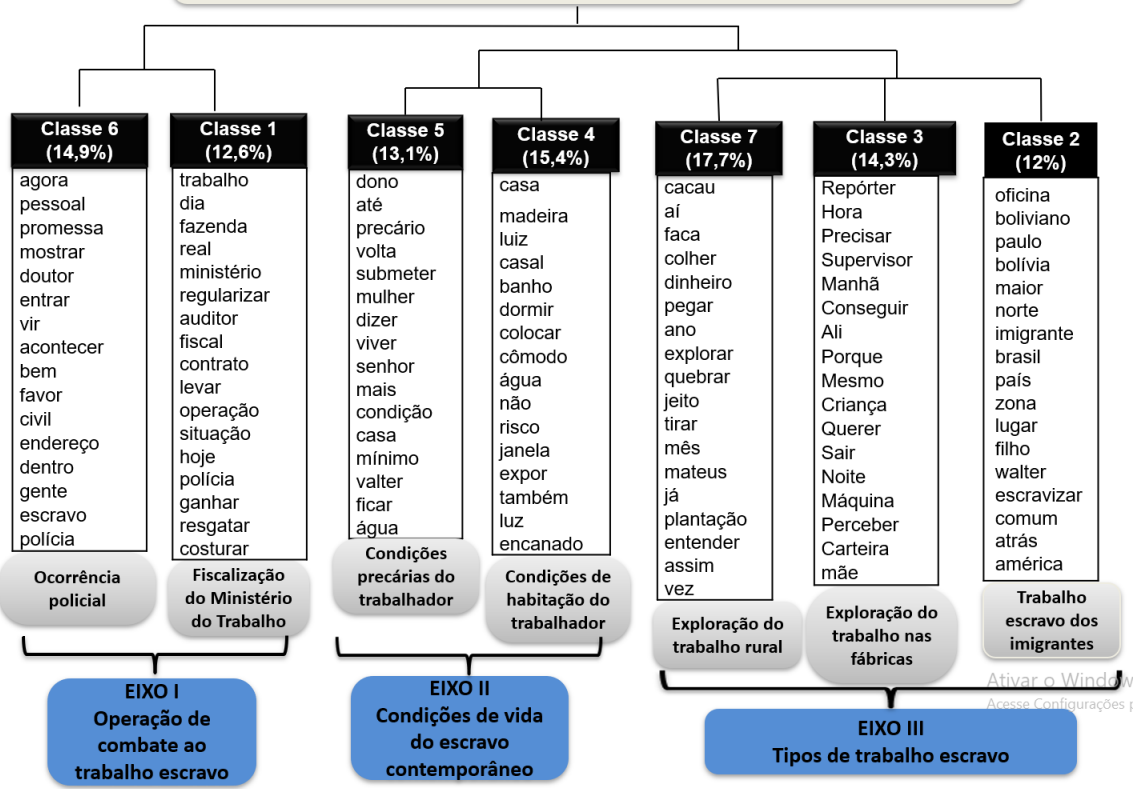 Classe 6
(14,9%)
agora
pessoal
promessa
mostrar
doutor
entrar
vir
acontecer
bem
favor
civil
endereço
dentro
gente
escravo
polícia
Ocorrência
policial
Classe 1
(12,6%)
trabalho
dia
fazenda
real
ministério
regularizar
auditor
fiscal
contrato
levar
operação
situação
hoje
polícia
ganhar
resgatar
costurar
Fiscalização
do Ministério
do Trabalho
EIXO I
Operação de
combate ao
trabalho escravo
Classe 5
(13,1%)
dono
até
precário
volta
submeter
mulher
dizer
viver
senhor
mais
condição
casa
mínimo
valter
ficar
água
Condições
precárias do
trabalhador
Classe 4
(15,4%)
casa
madeira
luiz
casal
banho
dormir
colocar
cômodo
água
não
risco
janela
expor
também
luz
encanado
Condições de
habitação do
trabalhador
EIXO II
Condições de vida
do escravo
contemporâneo
Classe 7
(17,7%)
cacau
aí
faca
colher
dinheiro
pegar
ano
explorar
quebrar
jeito
tirar
mês
mateus
já
plantação
entender
assim
vez
Exploração do
trabalho rural
Classe 3
(14,3%)
Repórter
Hora
Precisar
Supervisor
Manhã
Conseguir
Ali
Porque
Mesmo
Criança
Querer
Sair
Noite
Máquina
Perceber
Carteira
mãe
Exploração do
trabalho nas
fábricas
Classe 2
(12%)
oficina
boliviano
paulo
bolívia
maior
norte
imigrante
brasil
país
zona
lugar
filho
walter
escravizar
comum
atrás
américa
Trabalho
escravo dos
imigrantes
EIXO III
Tipos de trabalho escravo
Ativar o Window
Acesse Configurações p